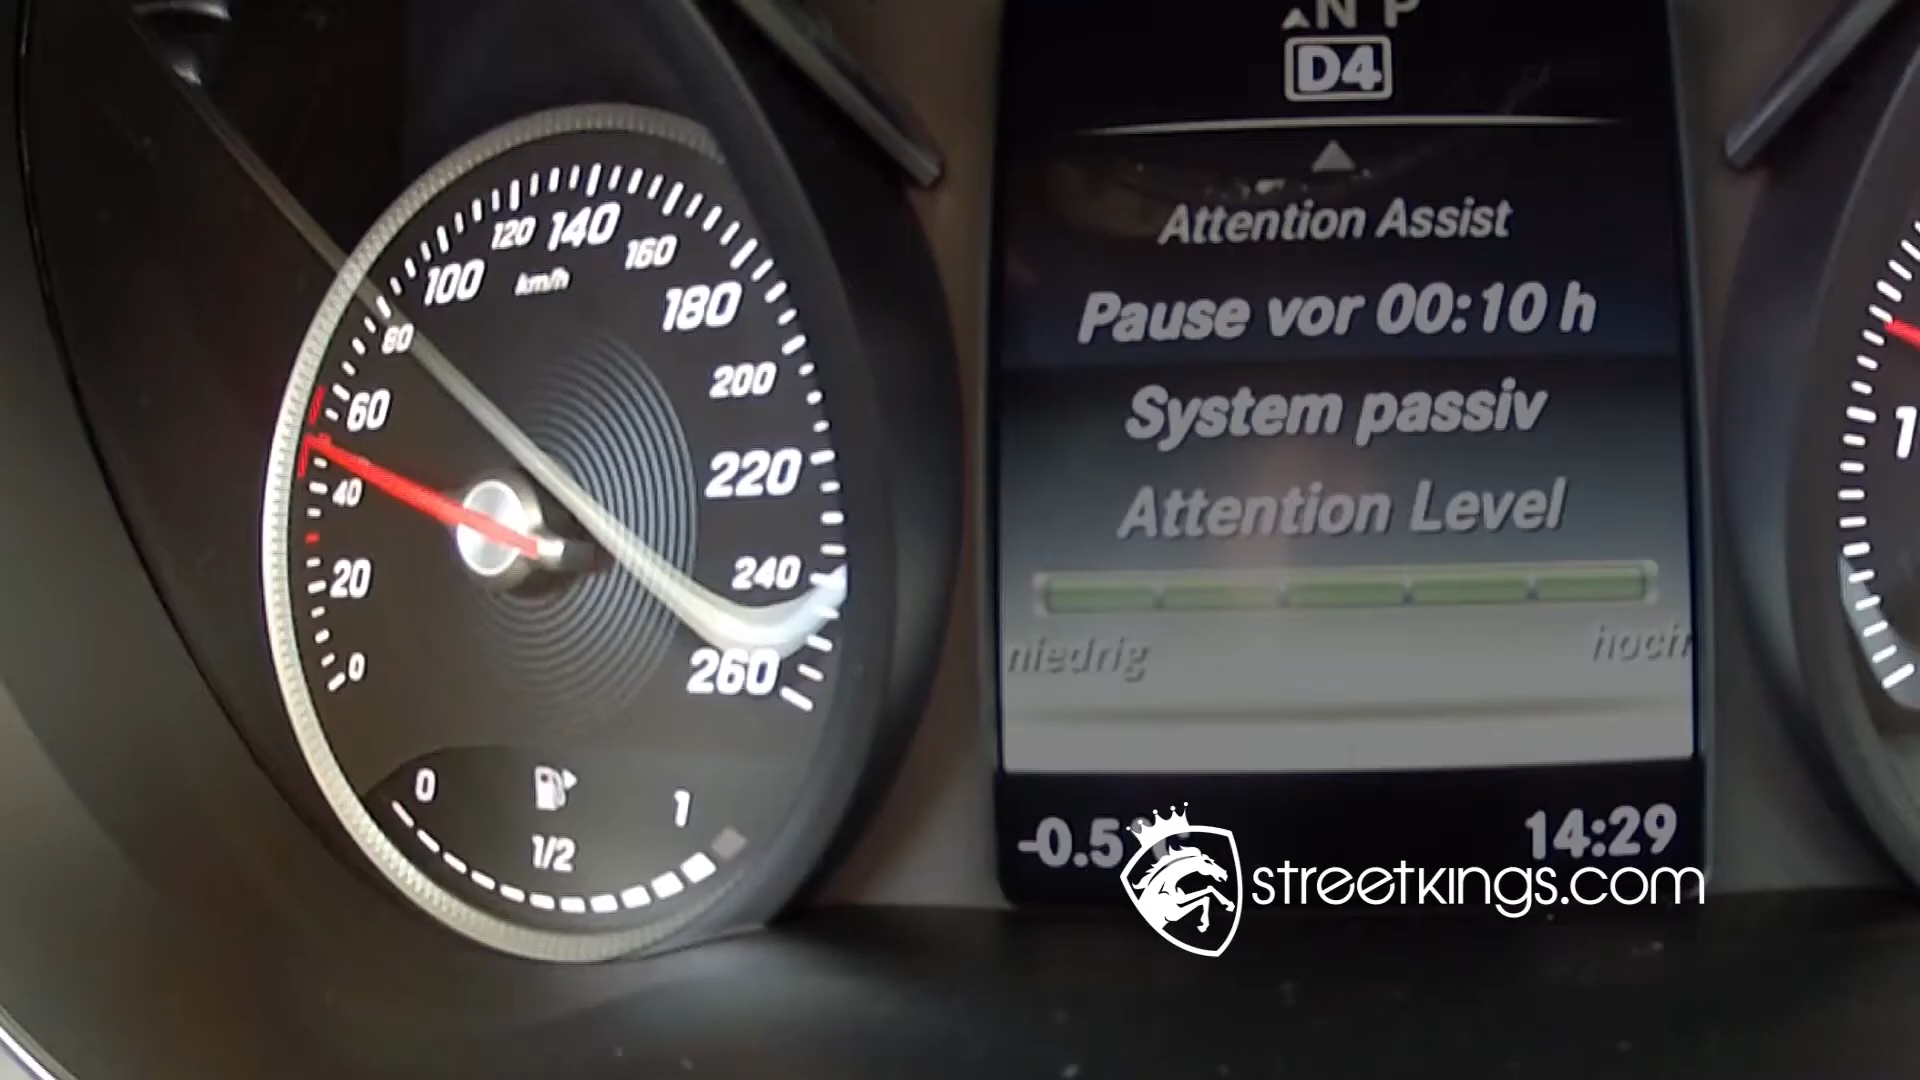 N P
D4
Attention Assist
Pause vor 00:10 h
System passiv
Attention Level
niedrig hoch
-0.5
14:29
streetkings.com
0
20
40
60
80
100
120
140
160
180
200
220
240
260
km/h
0
1/2
1
1